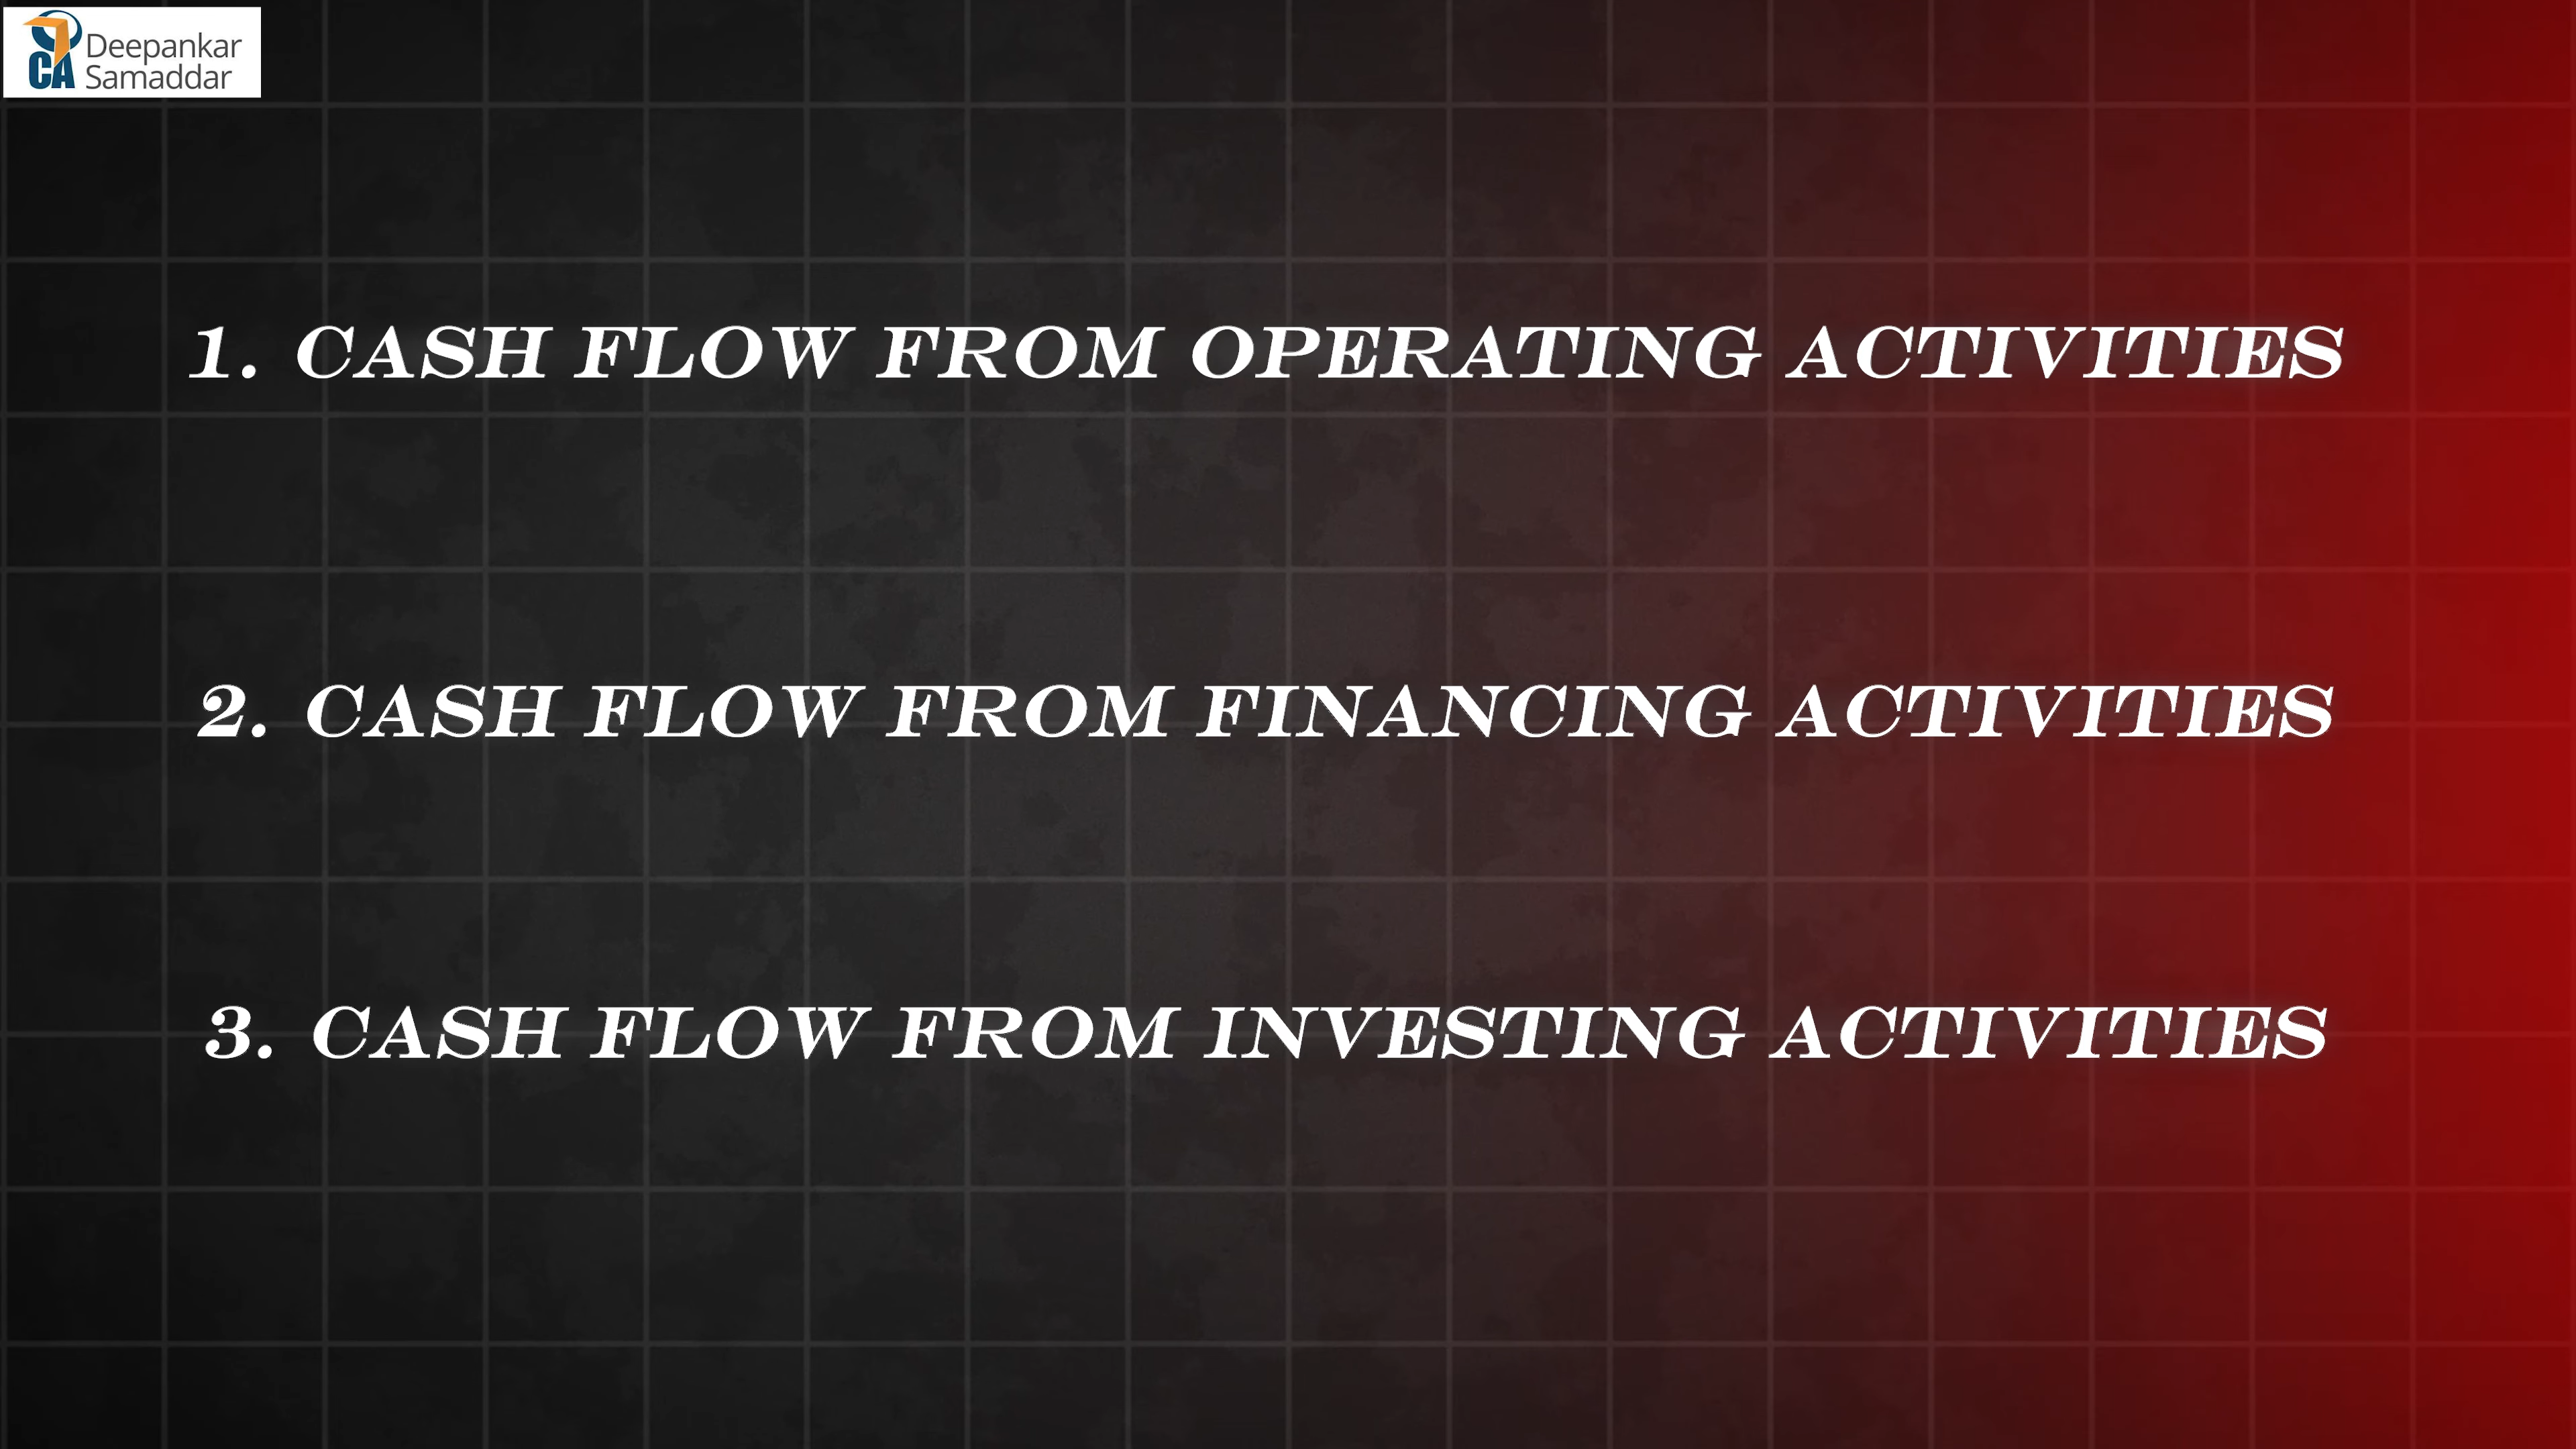 CA
Deepankar
Samaddar
1. CASH FLOW FROM OPERATING ACTIVITIES
2. CASH FLOW FROM FINANCING ACTIVITIES
3. CASH FLOW FROM INVESTING ACTIVITIES